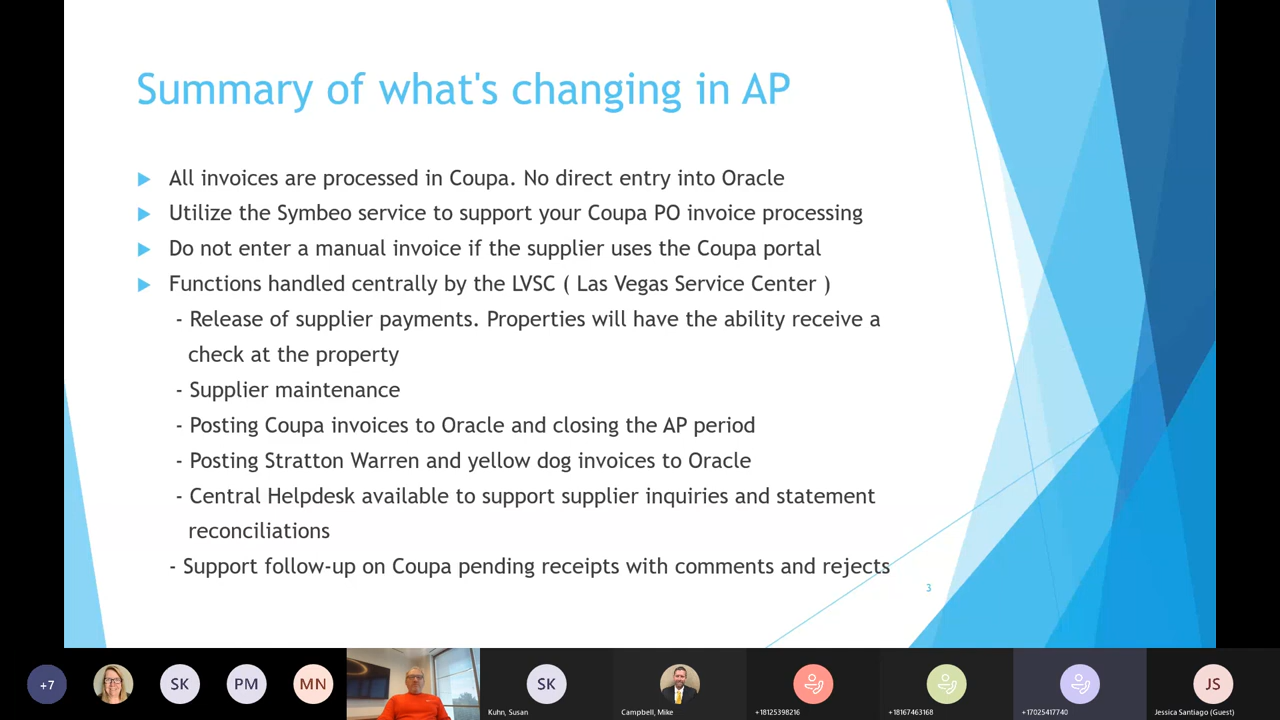 Summary of what's changing in AP
All invoices are processed in Coupa. No direct entry into Oracle
Utilize the Symbeo service to support your Coupa PO invoice processing
Do not enter a manual invoice if the supplier uses the Coupa portal
Functions handled centrally by the LVSC ( Las Vegas Service Center )
- Release of supplier payments. Properties will have the ability receive a
check at the property
- Supplier maintenance
- Posting Coupa invoices to Oracle and closing the AP period
- Posting Stratton Warren and yellow dog invoices to Oracle
- Central Helpdesk available to support supplier inquiries and statement
reconciliations
- Support follow-up on Coupa pending receipts with comments and rejects
3
+7
SK
PM
MN
SK
JS
Kuhn, Susan
Campbell, Mike
+18125398216
+18167463168
+17025417740
Jessica Santiago (Guest)